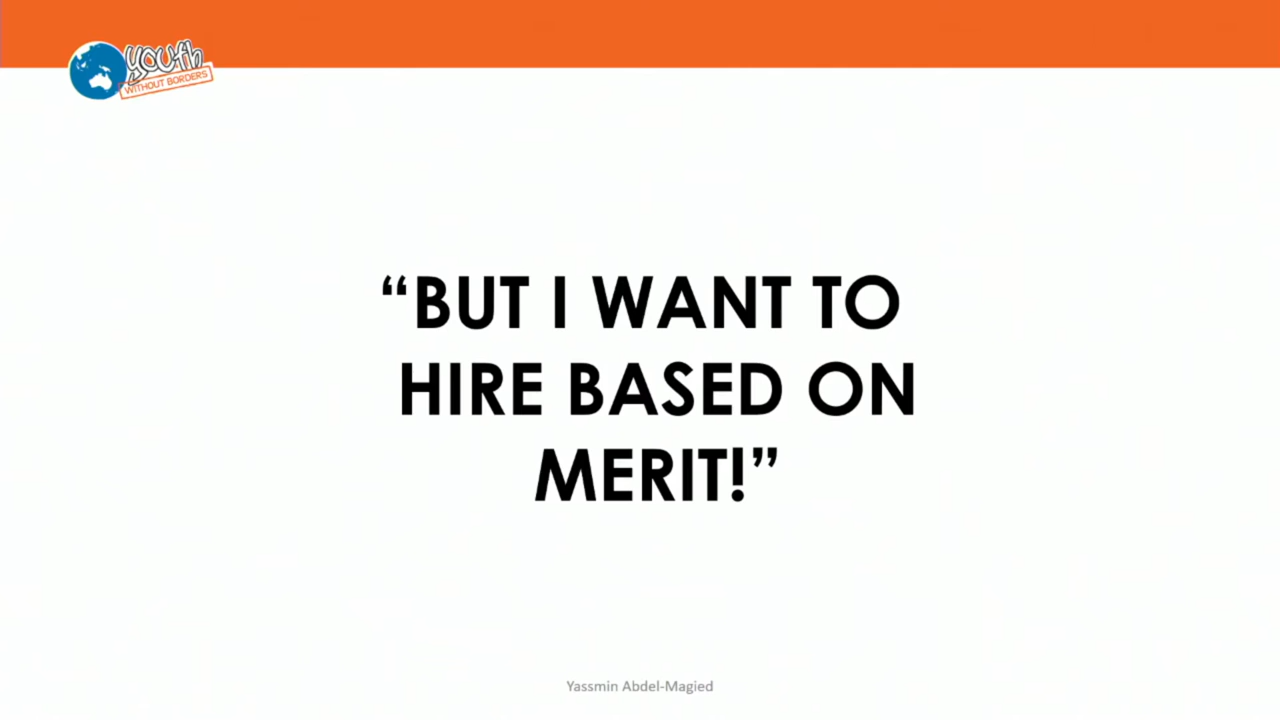 youth
WITHOUT BORDERS
“BUT I WANT TO
HIRE BASED ON
MERIT!”
Yassmin Abdel-Magied